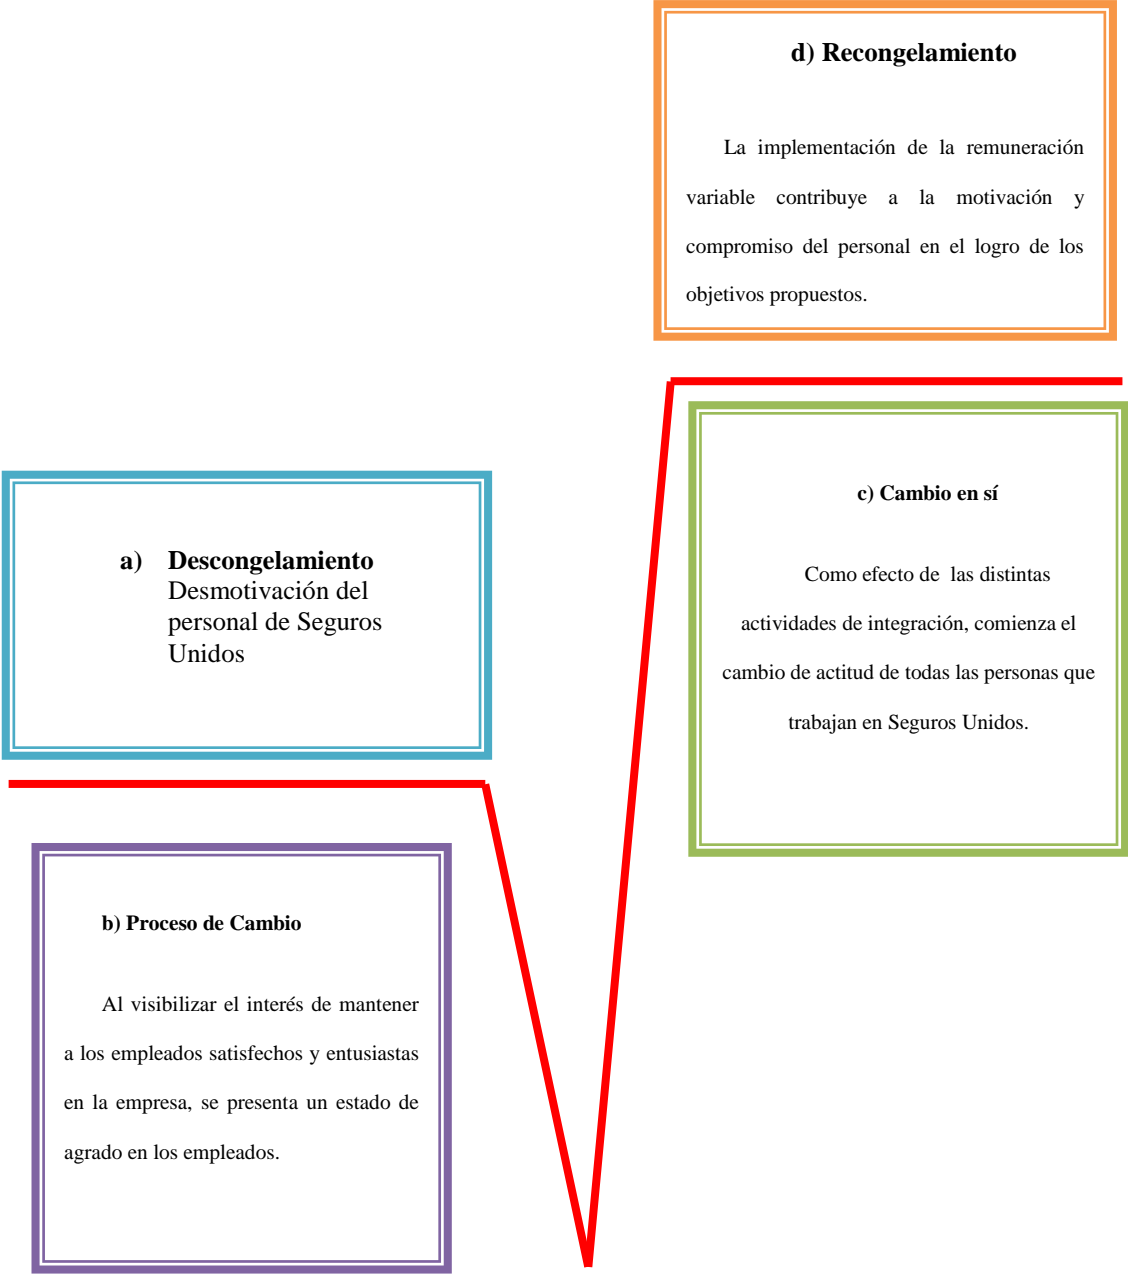 a) Descongelamiento
Desmotivación del
personal de Seguros
Unidos
b) Proceso de Cambio
Al visibilizar el interés de mantener
a los empleados satisfechos y entusiastas
en la empresa, se presenta un estado de
agrado en los empleados.
c) Cambio en sí
Como efecto de las distintas
actividades de integración, comienza el
cambio de actitud de todas las personas que
trabajan en Seguros Unidos.
d) Recongelamiento
La implementación de la remuneración
variable contribuye a la motivación y
compromiso del personal en el logro de los
objetivos propuestos.